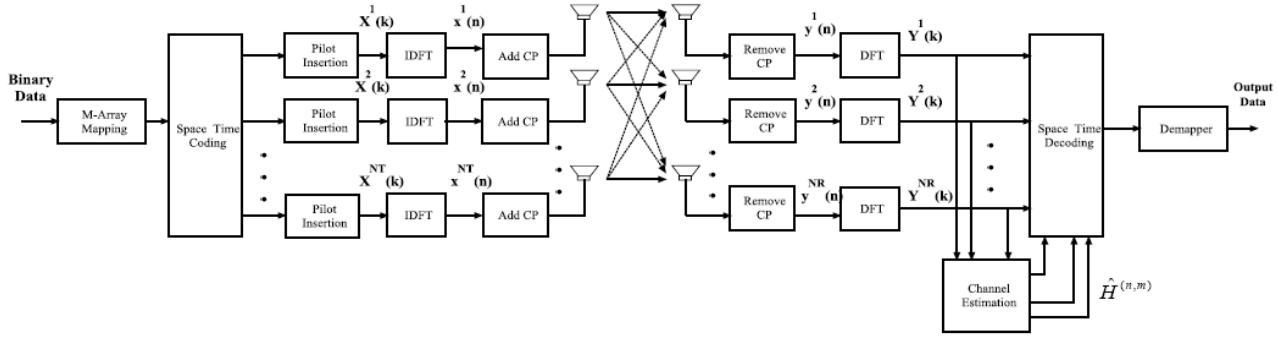 Binary
Data
M-Array
Mapping
Space Time
Coding
Pilot
Insertion
X^1(k)
IDFT
x^1(n)
Add CP
Pilot
Insertion
X^2(k)
IDFT
x^2(n)
Add CP
Pilot
Insertion
X^NT(k)
IDFT
x^NT(n)
Add CP
Remove
CP
y^1(n)
DFT
Y^1(k)
Remove
CP
y^2(n)
DFT
Y^2(k)
Remove
CP
y^NR(n)
DFT
Y^NR(k)
Space Time
Decoding
Channel
Estimation
Ĥ^(n,m)
Demapper
Output
Data